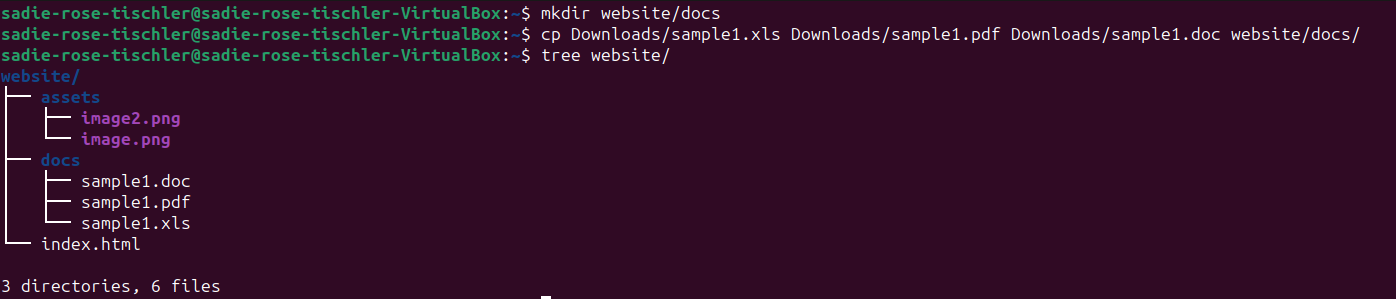 sadie-rose-tischler@sadie-rose-tischler-VirtualBox:~$ mkdir website/docs
sadie-rose-tischler@sadie-rose-tischler-VirtualBox:~$ cp Downloads/sample1.xls Downloads/sample1.pdf Downloads/sample1.doc website/docs/
sadie-rose-tischler@sadie-rose-tischler-VirtualBox:~$ tree website/
website/
├── assets
│   ├── image2.png
│   └── image.png
├── docs
│   ├── sample1.doc
│   ├── sample1.pdf
│   └── sample1.xls
└── index.html
3 directories, 6 files